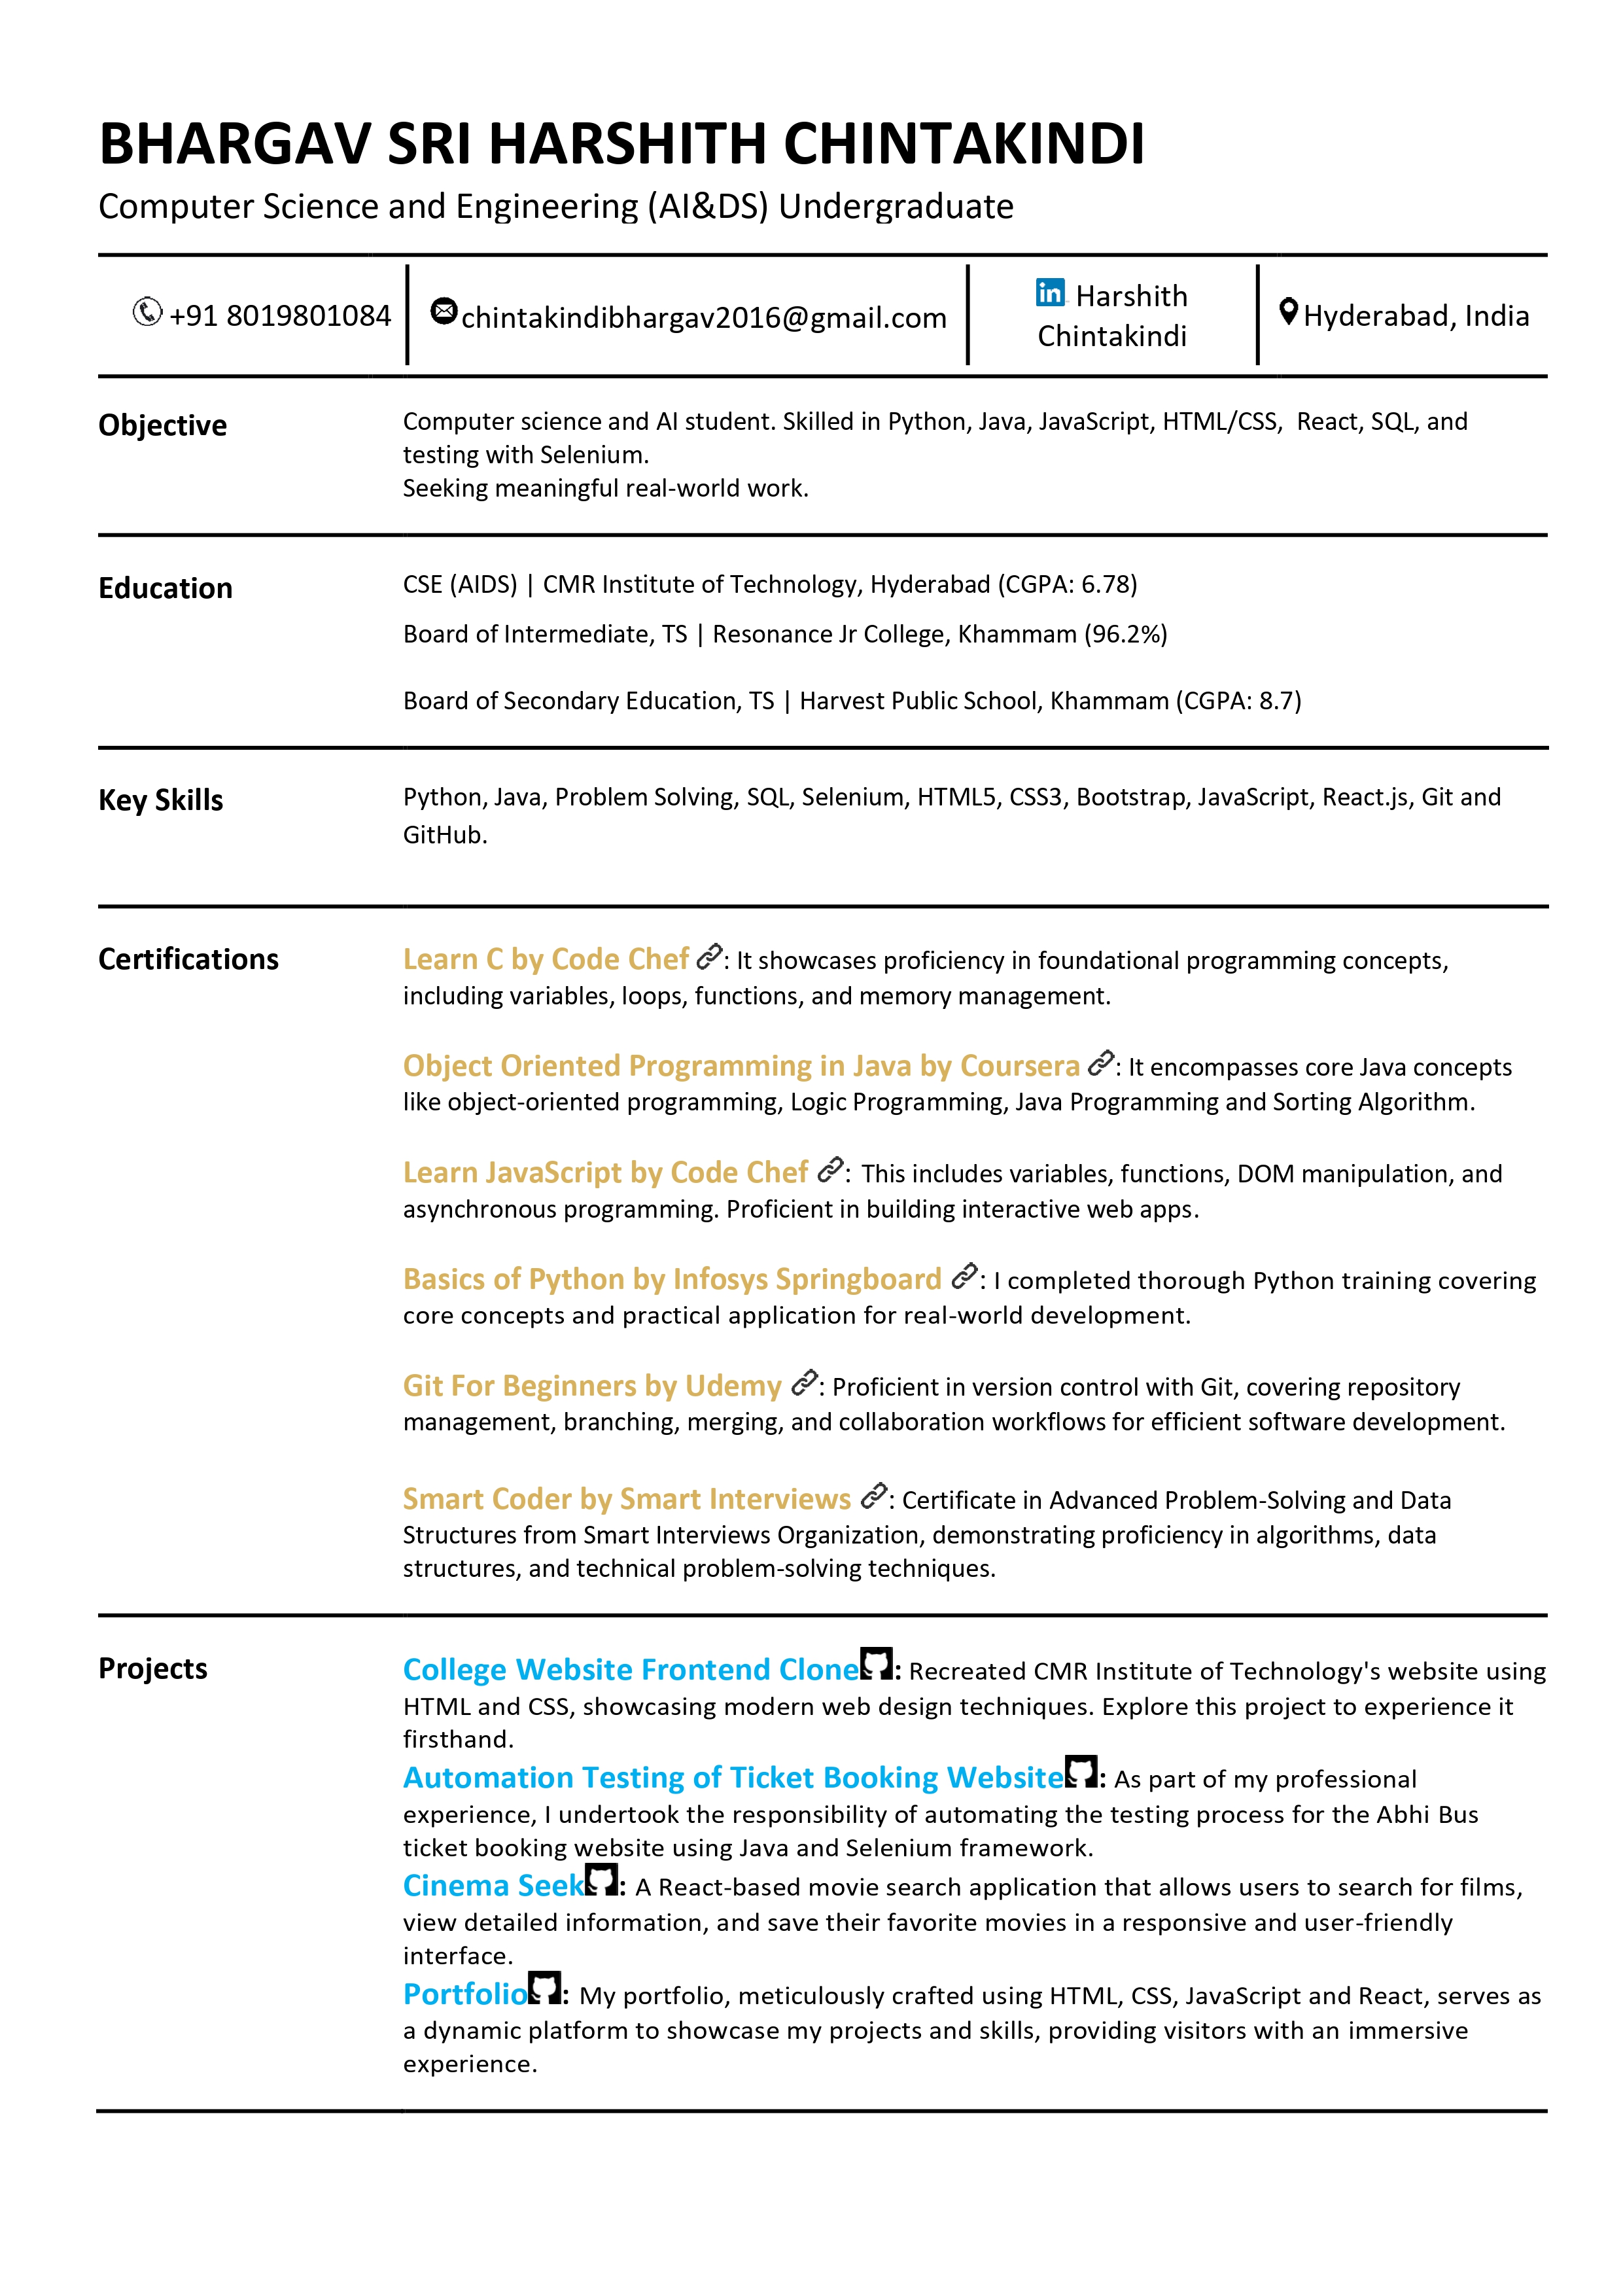 BHARGAV SRI HARSHITH CHINTAKINDI
Computer Science and Engineering (AI&DS) Undergraduate
+91 8019801084
chintakindibhargav2016@gmail.com
in Harshith
Chintakindi
Hyderabad, India
Objective
Computer science and AI student. Skilled in Python, Java, JavaScript, HTML/CSS,  React, SQL, and
testing with Selenium.
Seeking meaningful real-world work.
Education
CSE (AIDS) | CMR Institute of Technology, Hyderabad (CGPA: 6.78)
Board of Intermediate, TS | Resonance Jr College, Khammam (96.2%)
Board of Secondary Education, TS | Harvest Public School, Khammam (CGPA: 8.7)
Key Skills
Python, Java, Problem Solving, SQL, Selenium, HTML5, CSS3, Bootstrap, JavaScript, React.js, Git and
GitHub.
Certifications
Learn C by Code Chef : It showcases proficiency in foundational programming concepts,
including variables, loops, functions, and memory management.
Object Oriented Programming in Java by Coursera : It encompasses core Java concepts
like object-oriented programming, Logic Programming, Java Programming and Sorting Algorithm.
Learn JavaScript by Code Chef : This includes variables, functions, DOM manipulation, and
asynchronous programming. Proficient in building interactive web apps.
Basics of Python by Infosys Springboard : I completed thorough Python training covering
core concepts and practical application for real-world development.
Git For Beginners by Udemy : Proficient in version control with Git, covering repository
management, branching, merging, and collaboration workflows for efficient software development.
Smart Coder by Smart Interviews : Certificate in Advanced Problem-Solving and Data
Structures from Smart Interviews Organization, demonstrating proficiency in algorithms, data
structures, and technical problem-solving techniques.
Projects
College Website Frontend Clone: Recreated CMR Institute of Technology's website using
HTML and CSS, showcasing modern web design techniques. Explore this project to experience it
firsthand.
Automation Testing of Ticket Booking Website: As part of my professional
experience, I undertook the responsibility of automating the testing process for the Abhi Bus
ticket booking website using Java and Selenium framework.
Cinema Seek: A React-based movie search application that allows users to search for films,
view detailed information, and save their favorite movies in a responsive and user-friendly
interface.
Portfolio: My portfolio, meticulously crafted using HTML, CSS, JavaScript and React, serves as
a dynamic platform to showcase my projects and skills, providing visitors with an immersive
experience.